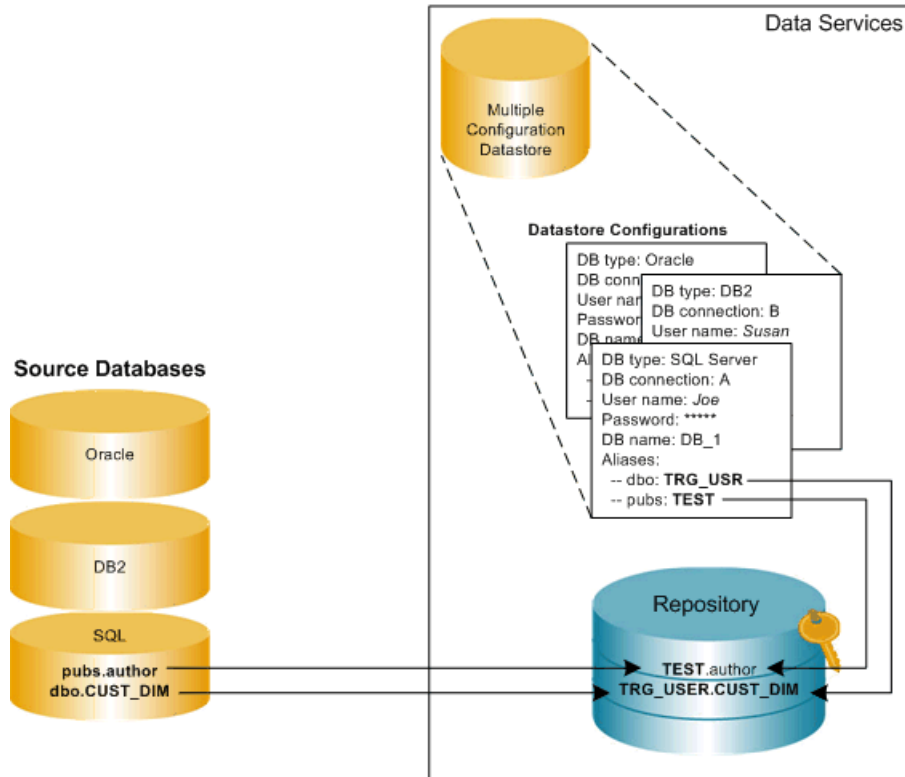 Data Services
Multiple
Configuration
Datastore
Datastore Configurations
DB type: Oracle
DB conn
User nam
Password
DB name
Al
--
-
DB type: DB2
DB connection: B
User name: Susan
DB type: SQL Server
DB connection: A
User name: Joe
Password: *****
DB name: DB_1
Aliases:
-- dbo: TRG_USR
-- pubs: TEST
Source Databases
Oracle
DB2
SQL
pubs.author
dbo.CUST_DIM
Repository
TEST.author
TRG_USER.CUST_DIM